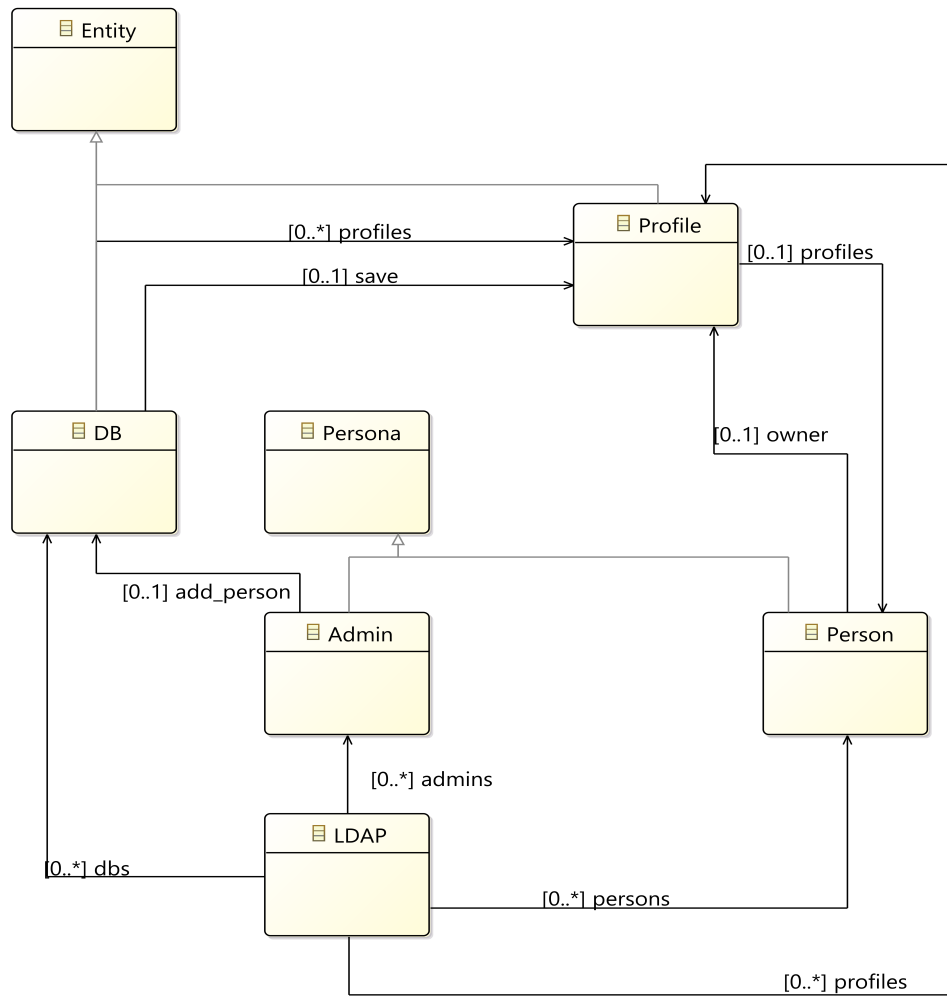 Entity
Profile
[0..*] profiles
[0..1] profiles
[0..1] save
DB
Persona
[0..1] owner
[0..1] add_person
Admin
Person
[0..*] admins
LDAP
[0..*] dbs
[0..*] persons
[0..*] profiles